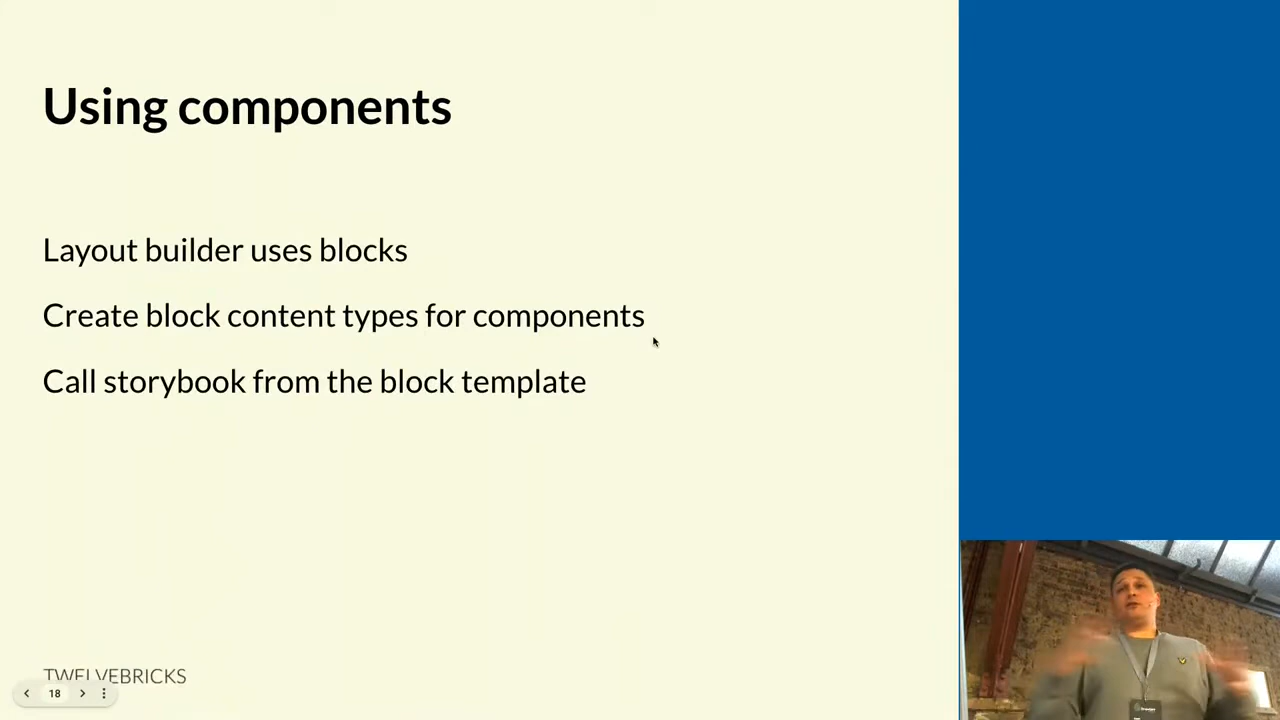 Using components
Layout builder uses blocks
Create block content types for components
Call storybook from the block template
TWELVEBRICKS
18